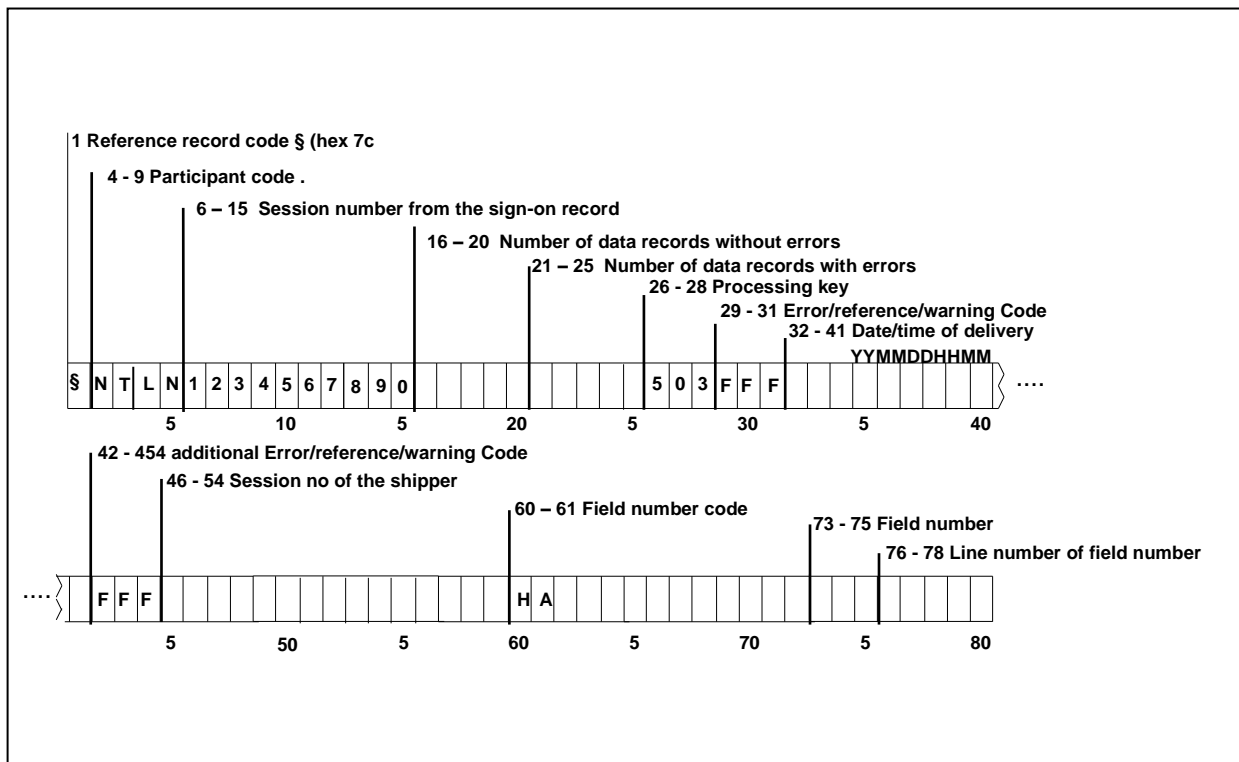 1 Reference record code § (hex 7c
4 - 9 Participant code .
6 – 15 Session number from the sign-on record
16 – 20 Number of data records without errors
21 – 25 Number of data records with errors
26 - 28 Processing key
29 - 31 Error/reference/warning Code
32 - 41 Date/time of delivery
YYMMDDHHMM
§ N T L N 1 2 3 4 5 6 7 8 9 0 5 0 3 F F F ....
5 10 5 20 5 30 5 40
42 - 454 additional Error/reference/warning Code
46 - 54 Session no of the shipper
60 – 61 Field number code
73 - 75 Field number
76 - 78 Line number of field number
.... F F F H A
5 50 5 60 5 70 5 80